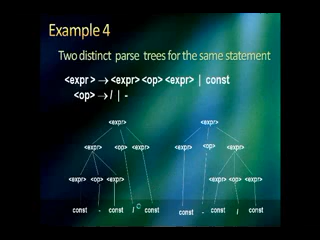 Example 4
Two distinct parse trees for the same statement
<expr> → <expr> <op> <expr> | const
<op> → / | -
<expr> <expr>
<expr> <op> <expr> <expr> <op> <expr>
<expr> <op> <expr> <expr> <op> <expr>
const - const / const const - const / const